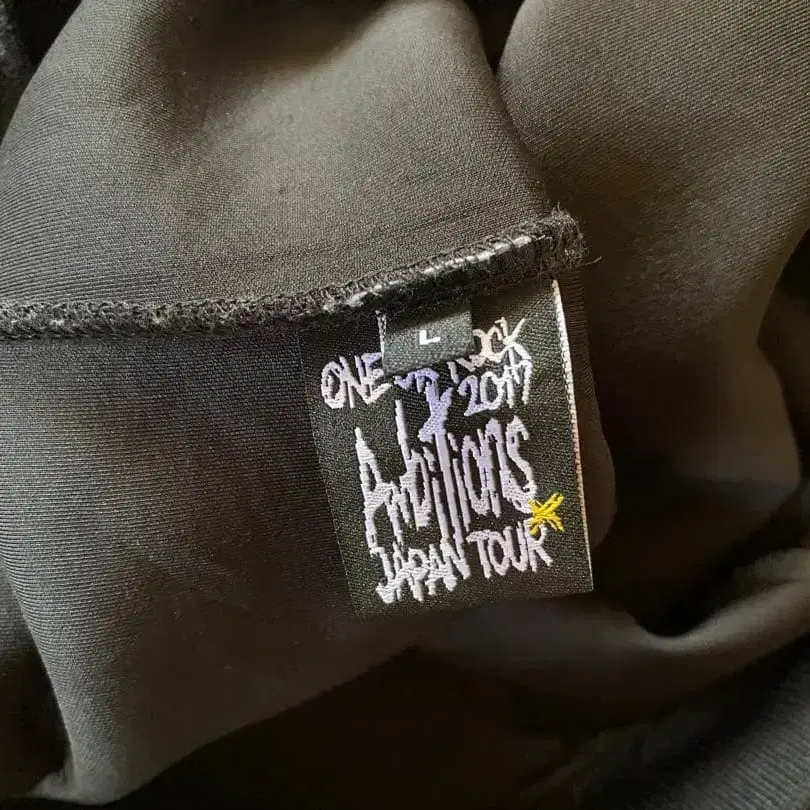 L
ONE OK ROCK
2017
Ambitions
JAPAN TOUR